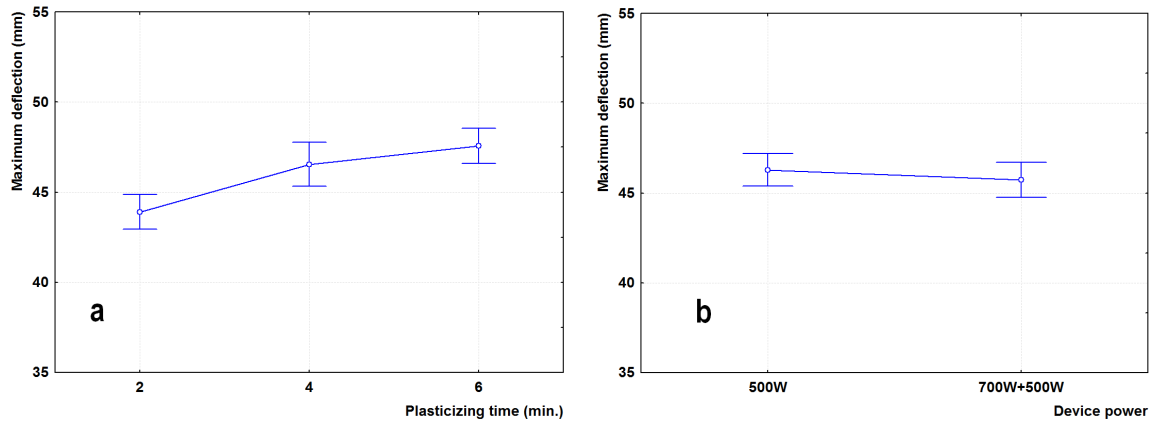 Maximum deflection (mm)
55
50
45
40
35
a
2
4
6
Plasticizing time (min.)
Maximum deflection (mm)
55
50
45
40
35
b
500W
700W+500W
Device power